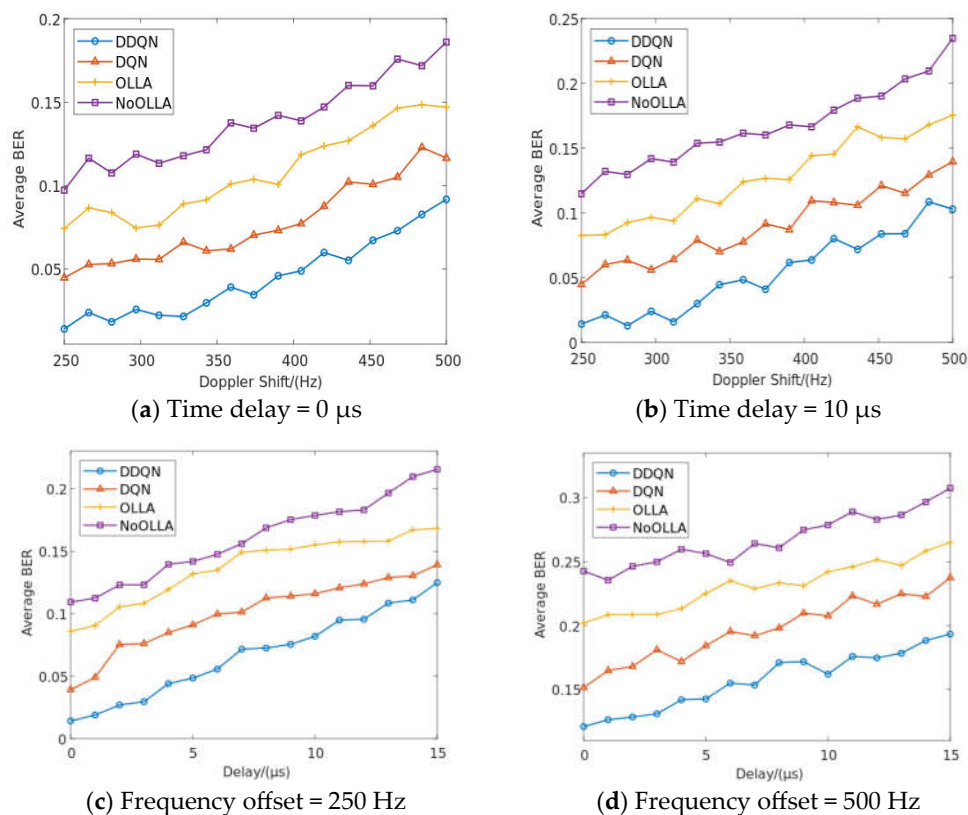 0.2
0.15
0.1
0.05
Average BER
DDQN
DQN
OLLA
NoOLLA
250 300 350 400 450 500
Doppler Shift/(Hz)
(a) Time delay = 0 μs
0.25
0.2
0.15
0.1
0.05
0
Average BER
DDQN
DQN
OLLA
NoOLLA
250 300 350 400 450 500
Doppler Shift/(Hz)
(b) Time delay = 10 μs
0.2
0.15
0.1
0.05
0
Average BER
DDQN
DQN
OLLA
NoOLLA
0 5 10 15
Delay/(μs)
(c) Frequency offset = 250 Hz
0.3
0.25
0.2
0.15
Average BER
DDQN
DQN
OLLA
NoOLLA
0 5 10 15
Delay/(μs)
(d) Frequency offset = 500 Hz